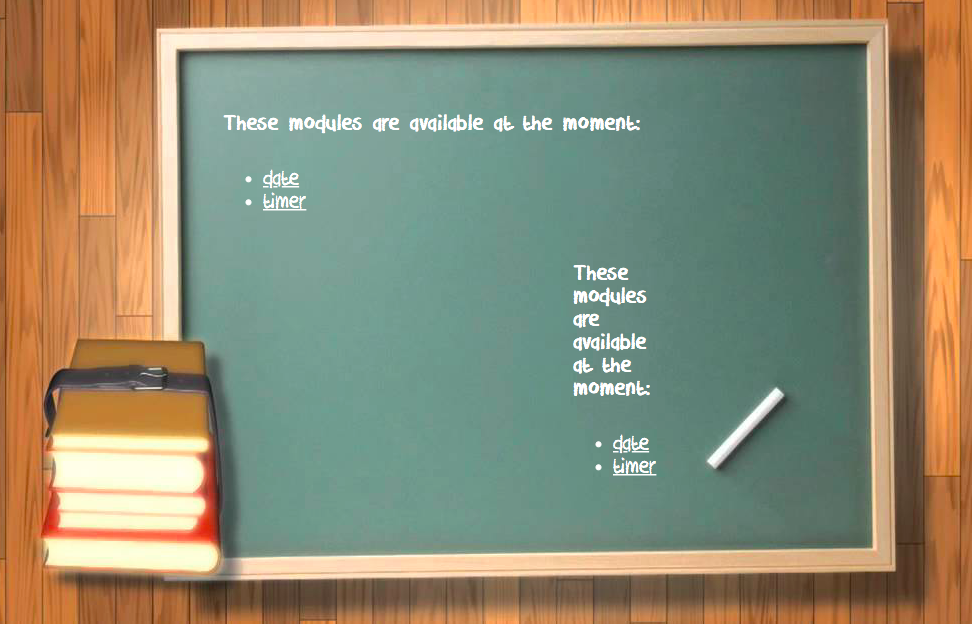 These modules are available at the moment:
date
timer
These
modules
are
available
at the
moment:
date
timer